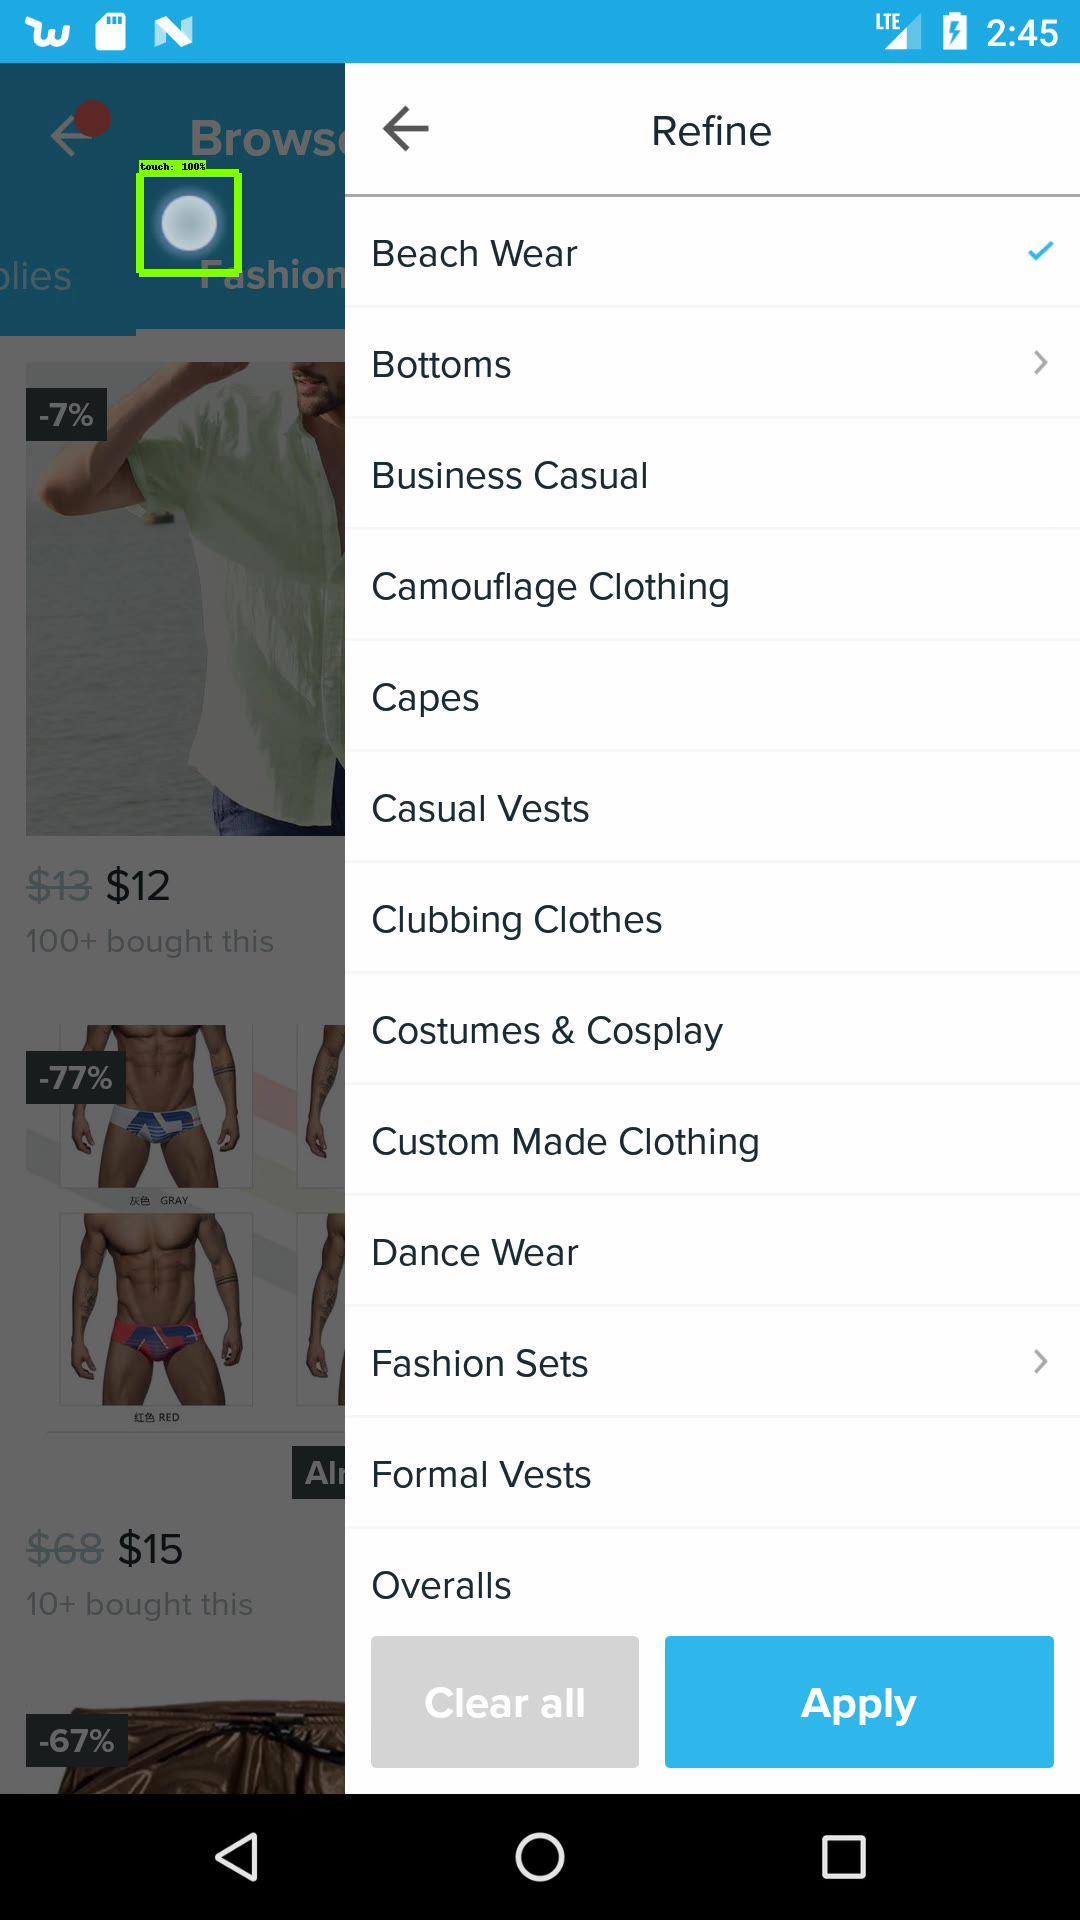 LTE 2:45
Browse
Refine
touch: 100%
plies
Fashion
Beach Wear
Bottoms
-7%
Business Casual
Camouflage Clothing
Capes
Casual Vests
$13 $12
Clubbing Clothes
100+ bought this
Costumes & Cosplay
-77%
Custom Made Clothing
灰色 GRAY
Dance Wear
Fashion Sets
红色 RED
Formal Vests
$68 $15
Overalls
10+ bought this
Clear all
Apply
-67%